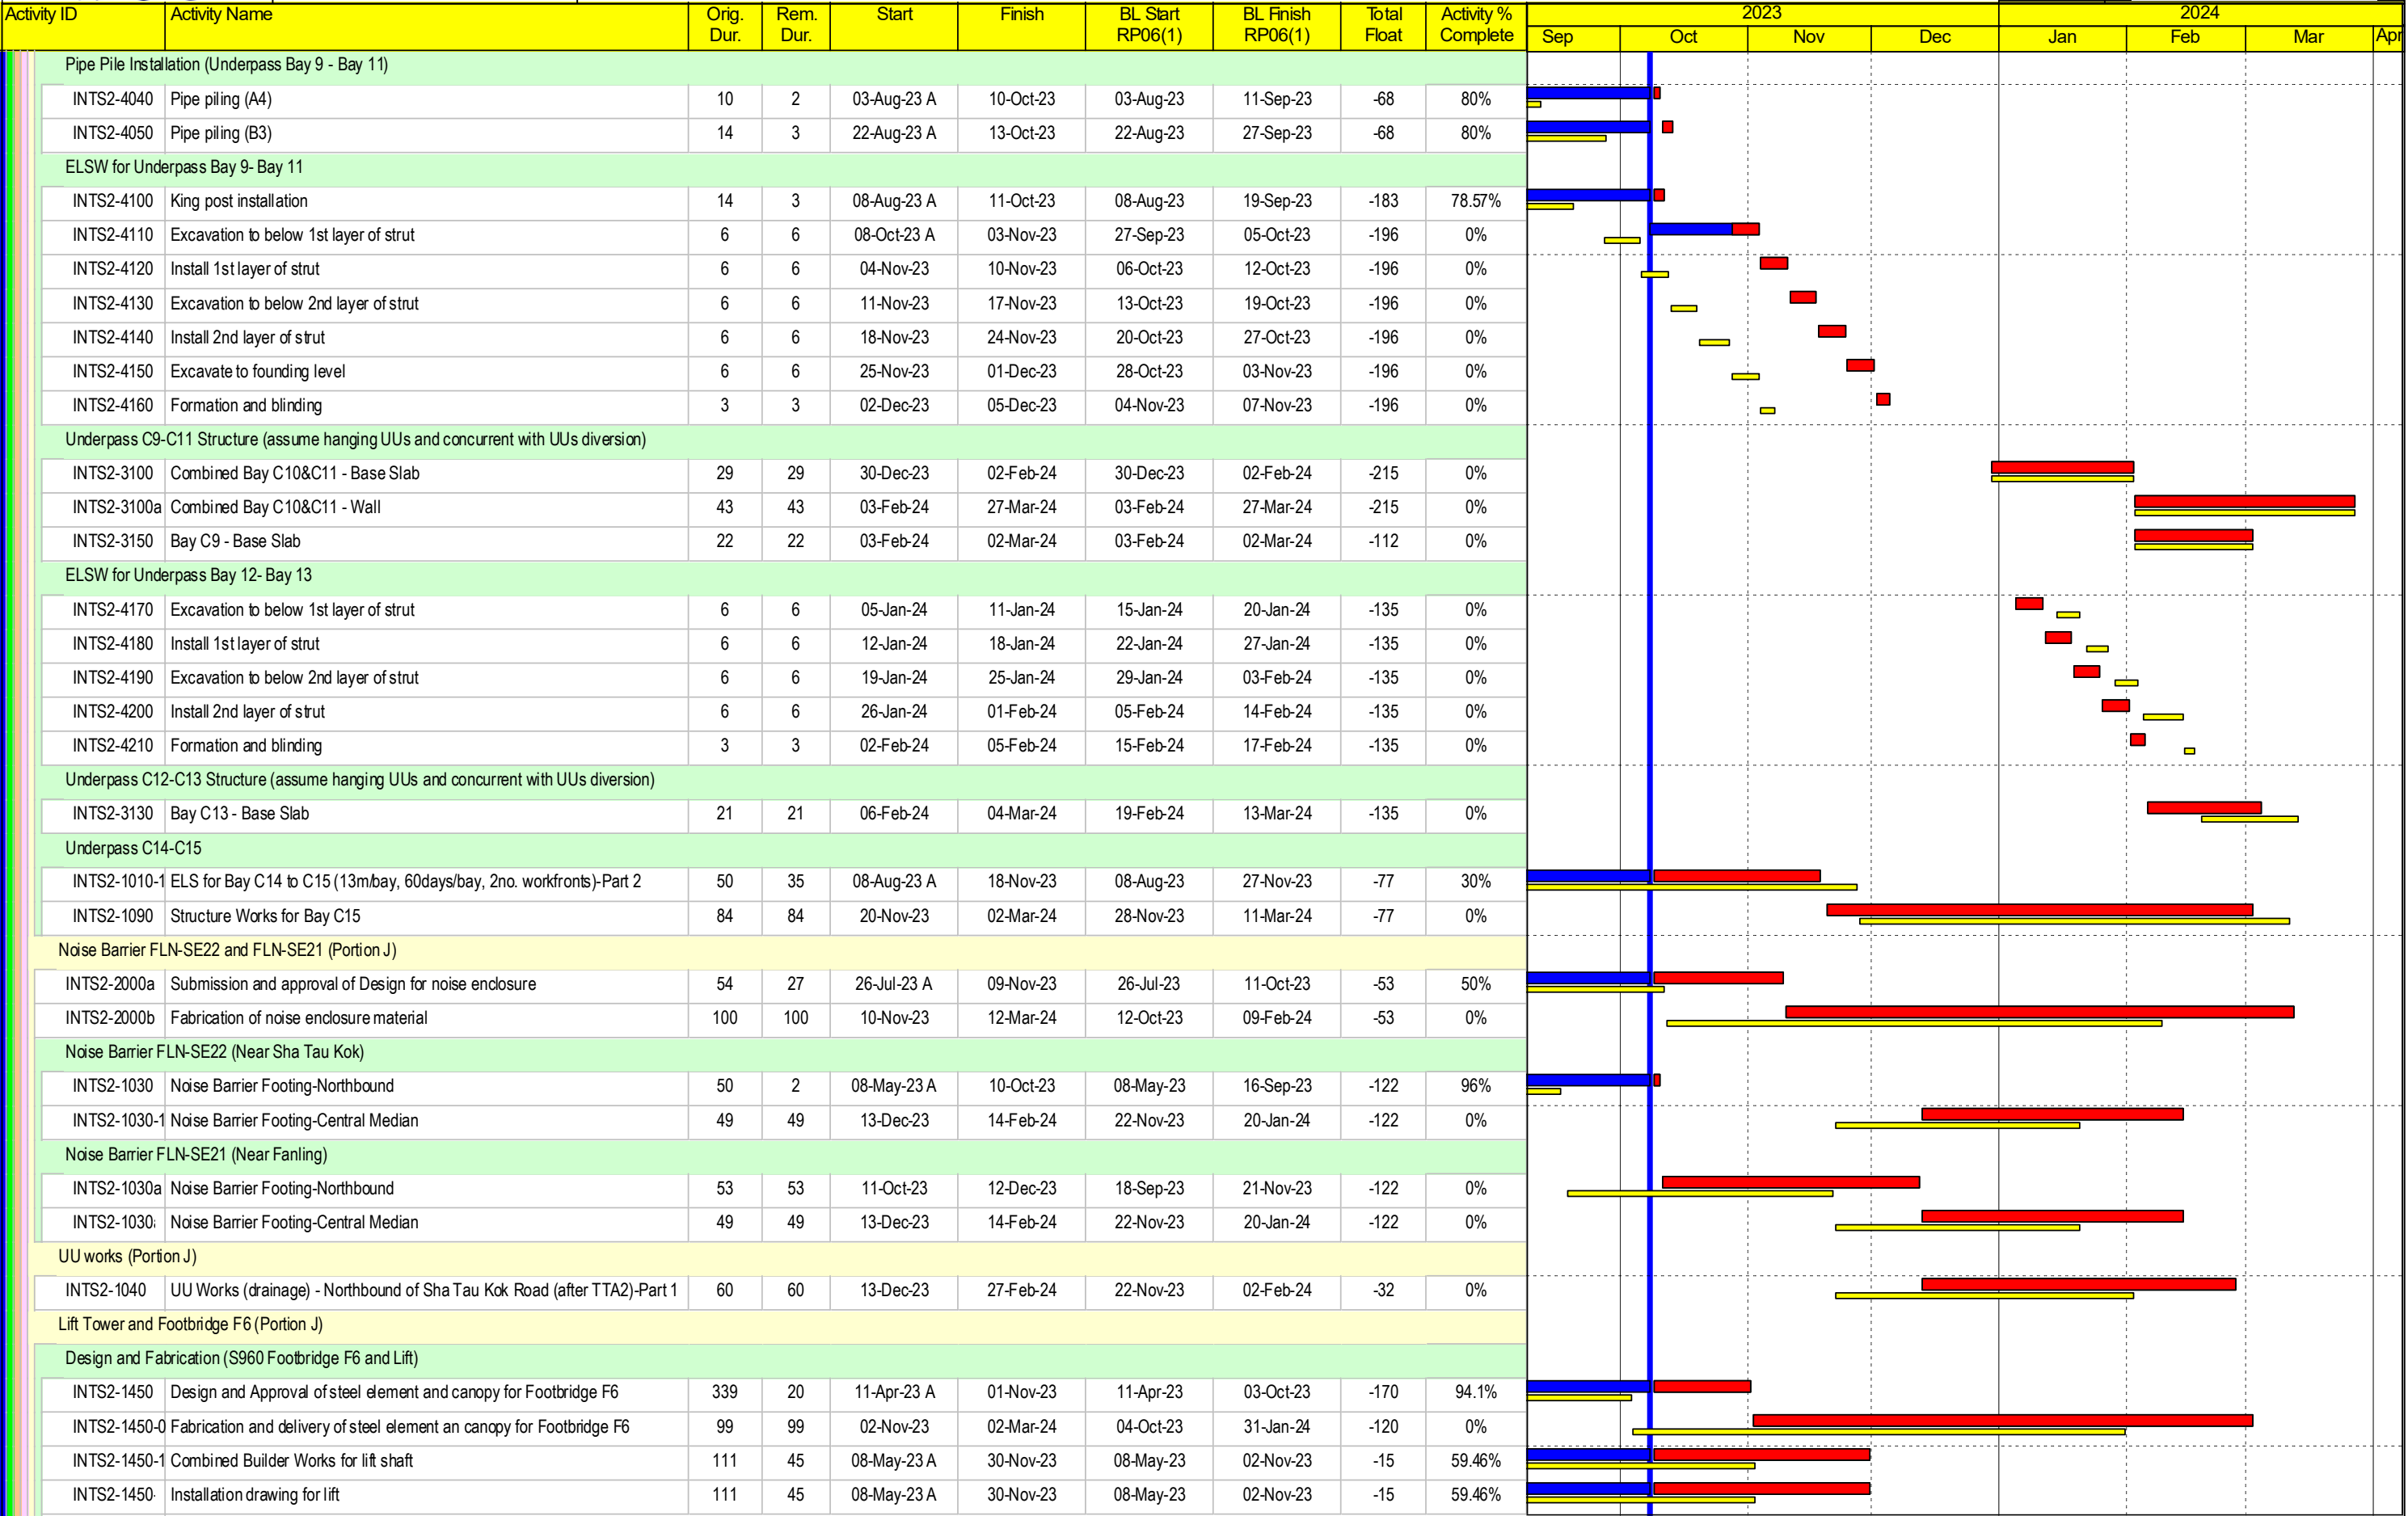 Activity ID Activity Name Orig. Dur. Rem. Dur. Start Finish BL Start RP06(1) BL Finish RP06(1) Total Float Activity % Complete 2023 2024
Sep Oct Nov Dec Jan Feb Mar Apr
Pipe Pile Installation (Underpass Bay 9 - Bay 11)
INTS2-4040 Pipe piling (A4) 10 2 03-Aug-23 A 10-Oct-23 03-Aug-23 11-Sep-23 -68 80%
INTS2-4050 Pipe piling (B3) 14 3 22-Aug-23 A 13-Oct-23 22-Aug-23 27-Sep-23 -68 80%
ELSW for Underpass Bay 9- Bay 11
INTS2-4100 King post installation 14 3 08-Aug-23 A 11-Oct-23 08-Aug-23 19-Sep-23 -183 78.57%
INTS2-4110 Excavation to below 1st layer of strut 6 6 08-Oct-23 A 03-Nov-23 27-Sep-23 05-Oct-23 -196 0%
INTS2-4120 Install 1st layer of strut 6 6 04-Nov-23 10-Nov-23 06-Oct-23 12-Oct-23 -196 0%
INTS2-4130 Excavation to below 2nd layer of strut 6 6 11-Nov-23 17-Nov-23 13-Oct-23 19-Oct-23 -196 0%
INTS2-4140 Install 2nd layer of strut 6 6 18-Nov-23 24-Nov-23 20-Oct-23 27-Oct-23 -196 0%
INTS2-4150 Excavate to founding level 6 6 25-Nov-23 01-Dec-23 28-Oct-23 03-Nov-23 -196 0%
INTS2-4160 Formation and blinding 3 3 02-Dec-23 05-Dec-23 04-Nov-23 07-Nov-23 -196 0%
Underpass C9-C11 Structure (assume hanging UUs and concurrent with UUs diversion)
INTS2-3100 Combined Bay C10&C11 - Base Slab 29 29 30-Dec-23 02-Feb-24 30-Dec-23 02-Feb-24 -215 0%
INTS2-3100a Combined Bay C10&C11 - Wall 43 43 03-Feb-24 27-Mar-24 03-Feb-24 27-Mar-24 -215 0%
INTS2-3150 Bay C9 - Base Slab 22 22 03-Feb-24 02-Mar-24 03-Feb-24 02-Mar-24 -112 0%
ELSW for Underpass Bay 12- Bay 13
INTS2-4170 Excavation to below 1st layer of strut 6 6 05-Jan-24 11-Jan-24 15-Jan-24 20-Jan-24 -135 0%
INTS2-4180 Install 1st layer of strut 6 6 12-Jan-24 18-Jan-24 22-Jan-24 27-Jan-24 -135 0%
INTS2-4190 Excavation to below 2nd layer of strut 6 6 19-Jan-24 25-Jan-24 29-Jan-24 03-Feb-24 -135 0%
INTS2-4200 Install 2nd layer of strut 6 6 26-Jan-24 01-Feb-24 05-Feb-24 14-Feb-24 -135 0%
INTS2-4210 Formation and blinding 3 3 02-Feb-24 05-Feb-24 15-Feb-24 17-Feb-24 -135 0%
Underpass C12-C13 Structure (assume hanging UUs and concurrent with UUs diversion)
INTS2-3130 Bay C13 - Base Slab 21 21 06-Feb-24 04-Mar-24 19-Feb-24 13-Mar-24 -135 0%
Underpass C14-C15
INTS2-1010-1 ELS for Bay C14 to C15 (13m/bay, 60days/bay, 2no. workfronts)-Part 2 50 35 08-Aug-23 A 18-Nov-23 08-Aug-23 27-Nov-23 -77 30%
INTS2-1090 Structure Works for Bay C15 84 84 20-Nov-23 02-Mar-24 28-Nov-23 11-Mar-24 -77 0%
Noise Barrier FLN-SE22 and FLN-SE21 (Portion J)
INTS2-2000a Submission and approval of Design for noise enclosure 54 27 26-Jul-23 A 09-Nov-23 26-Jul-23 11-Oct-23 -53 50%
INTS2-2000b Fabrication of noise enclosure material 100 100 10-Nov-23 12-Mar-24 12-Oct-23 09-Feb-24 -53 0%
Noise Barrier FLN-SE22 (Near Sha Tau Kok)
INTS2-1030 Noise Barrier Footing-Northbound 50 2 08-May-23 A 10-Oct-23 08-May-23 16-Sep-23 -122 96%
INTS2-1030-1 Noise Barrier Footing-Central Median 49 49 13-Dec-23 14-Feb-24 22-Nov-23 20-Jan-24 -122 0%
Noise Barrier FLN-SE21 (Near Fanling)
INTS2-1030a Noise Barrier Footing-Northbound 53 53 11-Oct-23 12-Dec-23 18-Sep-23 21-Nov-23 -122 0%
INTS2-1030 Noise Barrier Footing-Central Median 49 49 13-Dec-23 14-Feb-24 22-Nov-23 20-Jan-24 -122 0%
UU works (Portion J)
INTS2-1040 UU Works (drainage) - Northbound of Sha Tau Kok Road (after TTA2)-Part 1 60 60 13-Dec-23 27-Feb-24 22-Nov-23 02-Feb-24 -32 0%
Lift Tower and Footbridge F6 (Portion J)
Design and Fabrication (S960 Footbridge F6 and Lift)
INTS2-1450 Design and Approval of steel element and canopy for Footbridge F6 339 20 11-Apr-23 A 01-Nov-23 11-Apr-23 03-Oct-23 -170 94.1%
INTS2-1450-0 Fabrication and delivery of steel element an canopy for Footbridge F6 99 99 02-Nov-23 02-Mar-24 04-Oct-23 31-Jan-24 -120 0%
INTS2-1450-1 Combined Builder Works for lift shaft 111 45 08-May-23 A 30-Nov-23 08-May-23 02-Nov-23 -15 59.46%
INTS2-1450- Installation drawing for lift 111 45 08-May-23 A 30-Nov-23 08-May-23 02-Nov-23 -15 59.46%